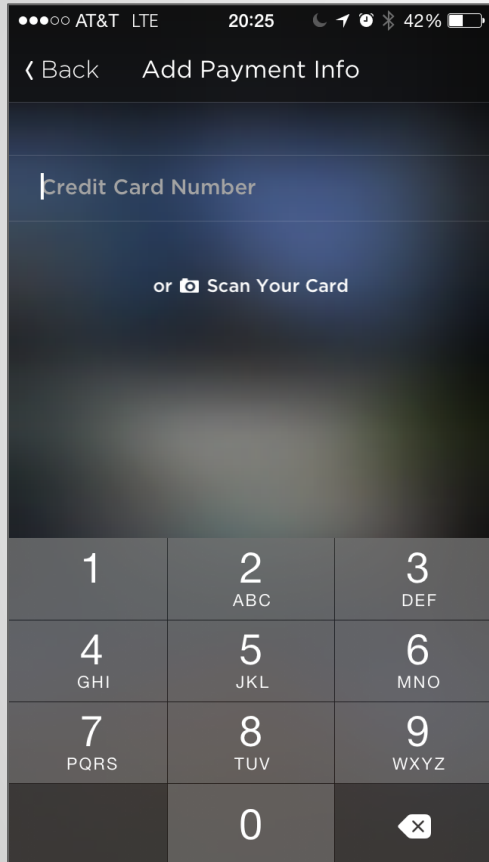 AT&T LTE 20:25 42%
Back Add Payment Info
Credit Card Number
or Scan Your Card
1 2 3
ABC DEF
4 5 6
GHI JKL MNO
7 8 9
PQRS TUV WXYZ
0